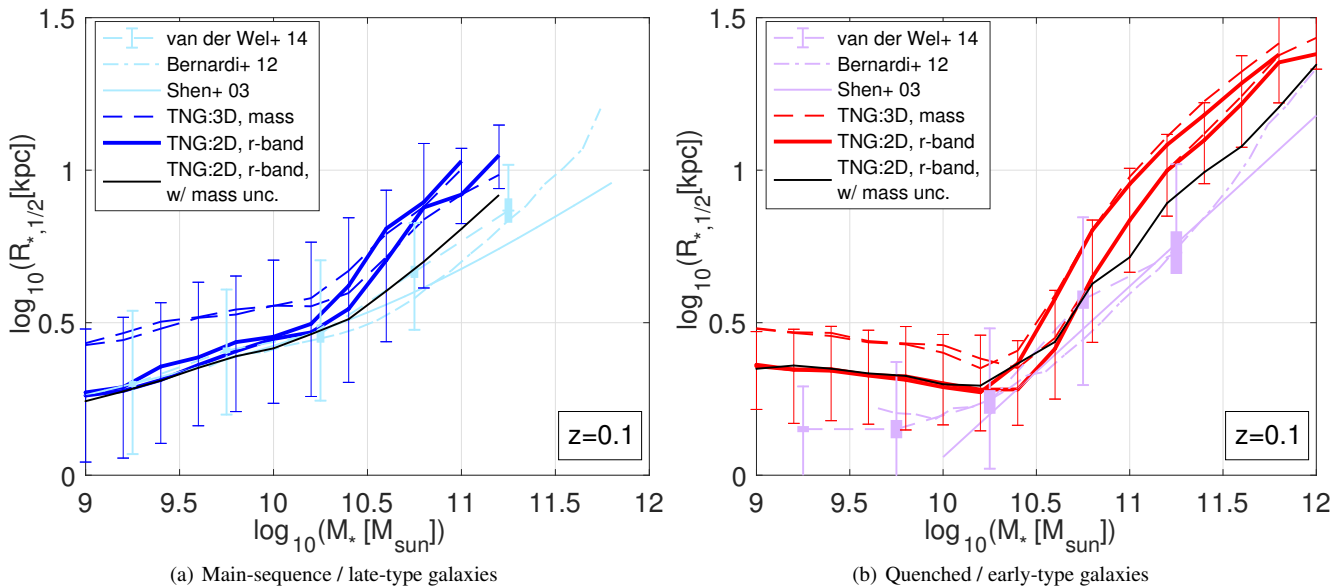 1.5
1
0.5
0
log10(R*,1/2[kpc])
van der Wel+ 14
Bernardi+ 12
Shen+ 03
TNG:3D, mass
TNG:2D, r-band
TNG:2D, r-band,
w/ mass unc.
z=0.1
9 9.5 10 10.5 11 11.5 12
log10(M* [Msun])
(a) Main-sequence / late-type galaxies
1.5
1
0.5
0
log10(R*,1/2[kpc])
van der Wel+ 14
Bernardi+ 12
Shen+ 03
TNG:3D, mass
TNG:2D, r-band
TNG:2D, r-band,
w/ mass unc.
z=0.1
9 9.5 10 10.5 11 11.5 12
log10(M* [Msun])
(b) Quenched / early-type galaxies